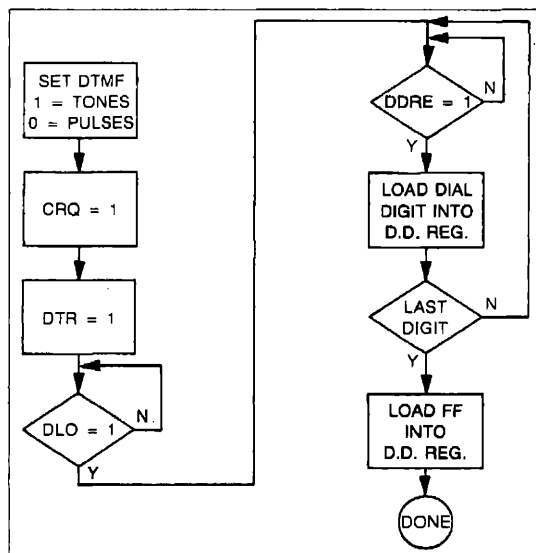 SET DTMF
1 = TONES
0 = PULSES
CRQ = 1
DTR = 1
DLO = 1
N
Y
DDRE = 1
N
Y
LOAD DIAL
DIGIT INTO
D.D. REG.
LAST
DIGIT
N
Y
LOAD FF
INTO
D.D. REG.
DONE